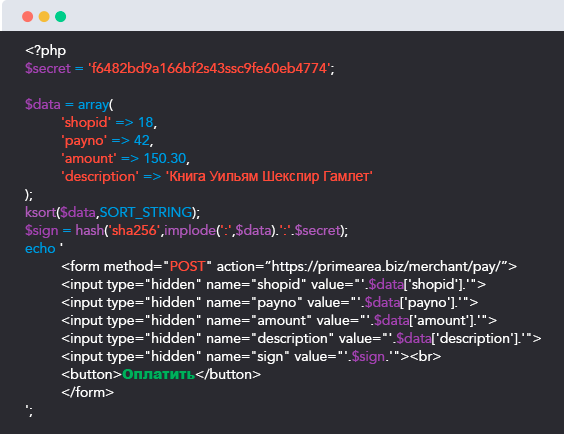 <?php
$secret = 'f6482bd9a166bf2s43ssc9fe60eb4774';
$data = array(
'shopid' => 18,
'payno' => 42,
'amount' => 150.30,
'description' => 'Книга Уильям Шекспир Гамлет'
);
ksort($data,SORT_STRING);
$sign = hash('sha256',implode(':',$data).':'.$secret);
echo '
<form method="POST" action="https://primearea.biz/merchant/pay/”>
<input type="hidden" name="shopid" value="'.$data['shopid'].'">
<input type="hidden" name="payno" value="'.$data['payno'].'">
<input type="hidden" name="amount" value="'.$data['amount'].'">
<input type="hidden" name="description" value="'.$data['description'].'">
<input type="hidden" name="sign" value="'.$sign.'"><br>
<button>Оплатить</button>
</form>
';